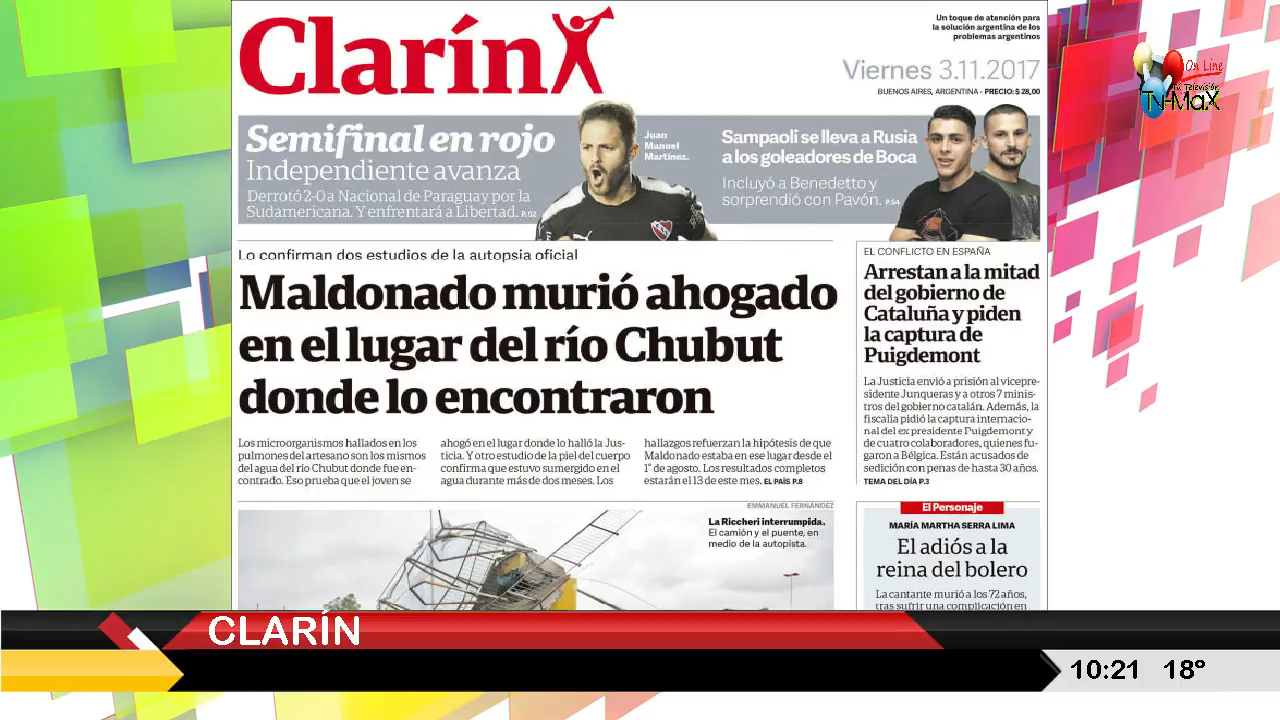 Clarín
Un toque de atención para
la solución argentina de los
problemas argentinos
Viernes 3.11.2017
BUENOS AIRES, ARGENTINA - PRECIO: $ 28,00
On Line
Tu Televisión
TN-MaX
Semifinal en rojo
Independiente avanza
Derrotó 2-0 a Nacional de Paraguay por la
Sudamericana. Y enfrentará a Libertad. P.52
Juan
Manuel
Martínez.
Sampaoli se lleva a Rusia
a los goleadores de Boca
Incluyó a Benedetto y
sorprendió con Pavón. P.54
Lo confirman dos estudios de la autopsia oficial
Maldonado murió ahogado
en el lugar del río Chubut
donde lo encontraron
Los microorganismos hallados en los
pulmones del artesano son los mismos
del agua del río Chubut donde fue en-
contrado. Eso prueba que el joven se
ahogó en el lugar donde lo halló la Jus-
ticia. Y otro estudio de la piel del cuerpo
confirma que estuvo sumergido en el
agua durante más de dos meses. Los
hallazgos refuerzan la hipótesis de que
Maldonado estaba en ese lugar desde el
1° de agosto. Los resultados completos
estarán el 13 de este mes. EL PAÍS P.8
EL CONFLICTO EN ESPAÑA
Arrestan a la mitad
del gobierno de
Cataluña y piden
la captura de
Puigdemont
La Justicia envió a prisión al vicepre-
sidente Junqueras y a otros 7 minis-
tros del gobierno catalán. Además, la
fiscalía pidió la captura internacio-
nal del ex presidente Puigdemont y
de cuatro colaboradores, quienes fu-
garon a Bélgica. Están acusados de
sedición con penas de hasta 30 años.
TEMA DEL DÍA P.3
EMMANUEL FERNÁNDEZ
La Riccheri interrumpida.
El camión y el puente, en
medio de la autopista.
El Personaje
MARÍA MARTHA SERRA LIMA
El adiós a la
reina del bolero
La cantante murió a los 72 años,
tras sufrir una complicación en
CLARÍN
10:21 18°